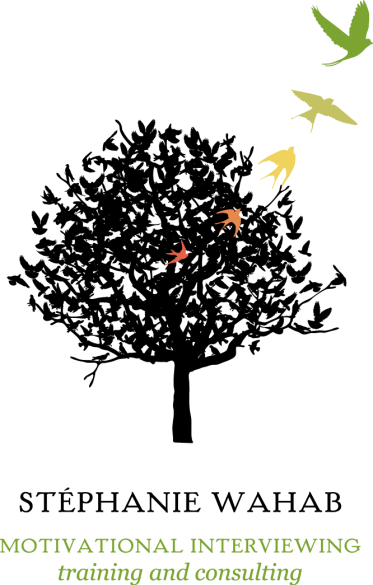 STÉPHANIE WAHAB
MOTIVATIONAL INTERVIEWING
training and consulting